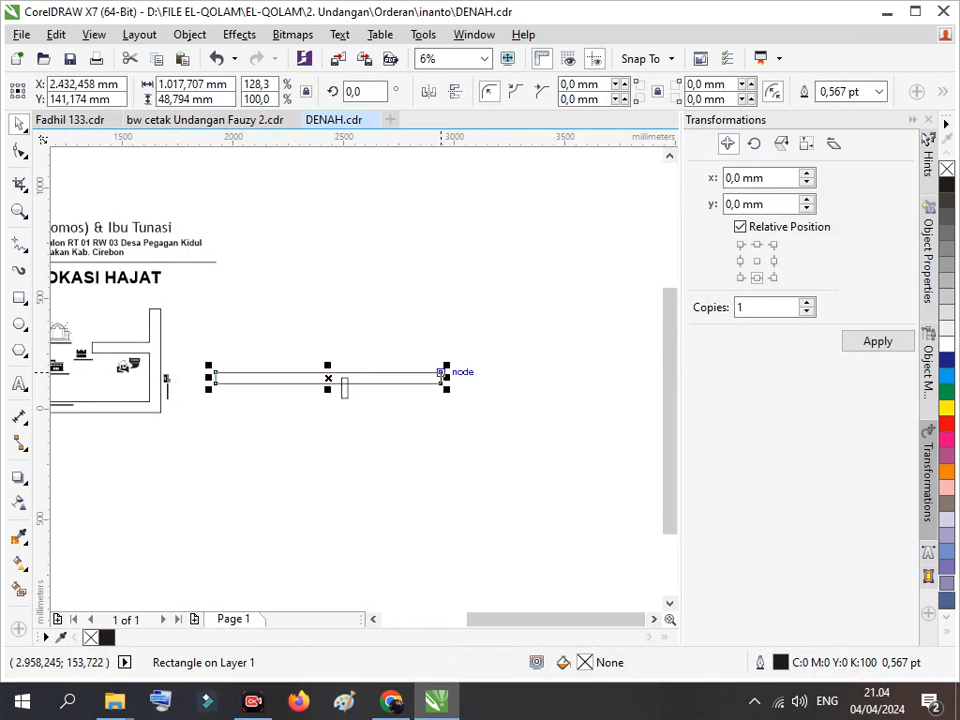 CorelDRAW X7 (64-Bit) - D:\FILE EL-QOLAM\EL-QOLAM\2. Undangan\Orderan\inanto\DENAH.cdr
File Edit View Layout Object Effects Bitmaps Text Table Tools Window Help
6% Snap To
X: 2.432,458 mm 1.017,707 mm 128,3 % 0,0 ° 0,0 mm 0,0 mm 0,567 pt
Y: 141,174 mm 48,794 mm 100,0 % 0,0 mm 0,0 mm
Fadhil 133.cdr bw cetak Undangan Fauzy 2.cdr DENAH.cdr
1500 2000 2500 3000 3500 millimeters
1000
500
0
500
millimeters
omos) & Ibu Tunasi
lon RT 01 RW 03 Desa Pegagan Kidul
akan Kab. Cirebon
OKASI HAJAT
node
Transformations
x: 0,0 mm
y: 0,0 mm
Relative Position
Copies: 1
Apply
Hints
Object Properties
Object M...
Transformations
1 of 1 Page 1
( 2.958,245; 153,722 ) Rectangle on Layer 1 None C:0 M:0 Y:0 K:100 0,567 pt
ENG 21.04
04/04/2024 2